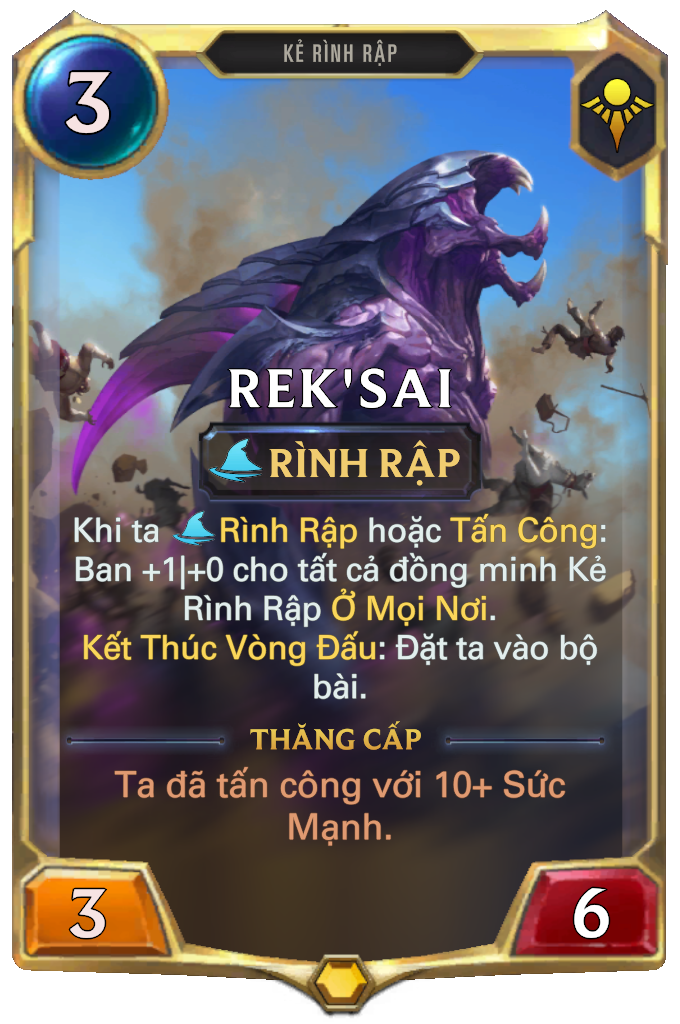 KẺ RÌNH RẬP
3
REK'SAI
RÌNH RẬP
Khi ta Rình Rập hoặc Tấn Công:
Ban +1|+0 cho tất cả đồng minh Kẻ
Rình Rập Ở Mọi Nơi.
Kết Thúc Vòng Đấu: Đặt ta vào bộ
bài.
THĂNG CẤP
Ta đã tấn công với 10+ Sức
Mạnh.
3
6